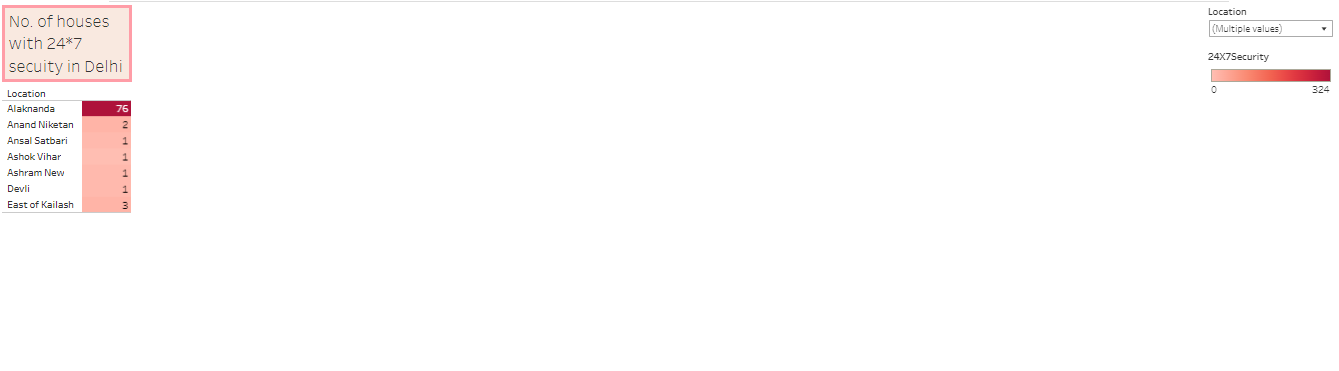 No. of houses
with 24*7
secuity in Delhi
Location
Alaknanda 76
Anand Niketan 2
Ansal Satbari 1
Ashok Vihar 1
Ashram New 1
Devli 1
East of Kailash 3
Location
(Multiple values)
24X7Security
0 324